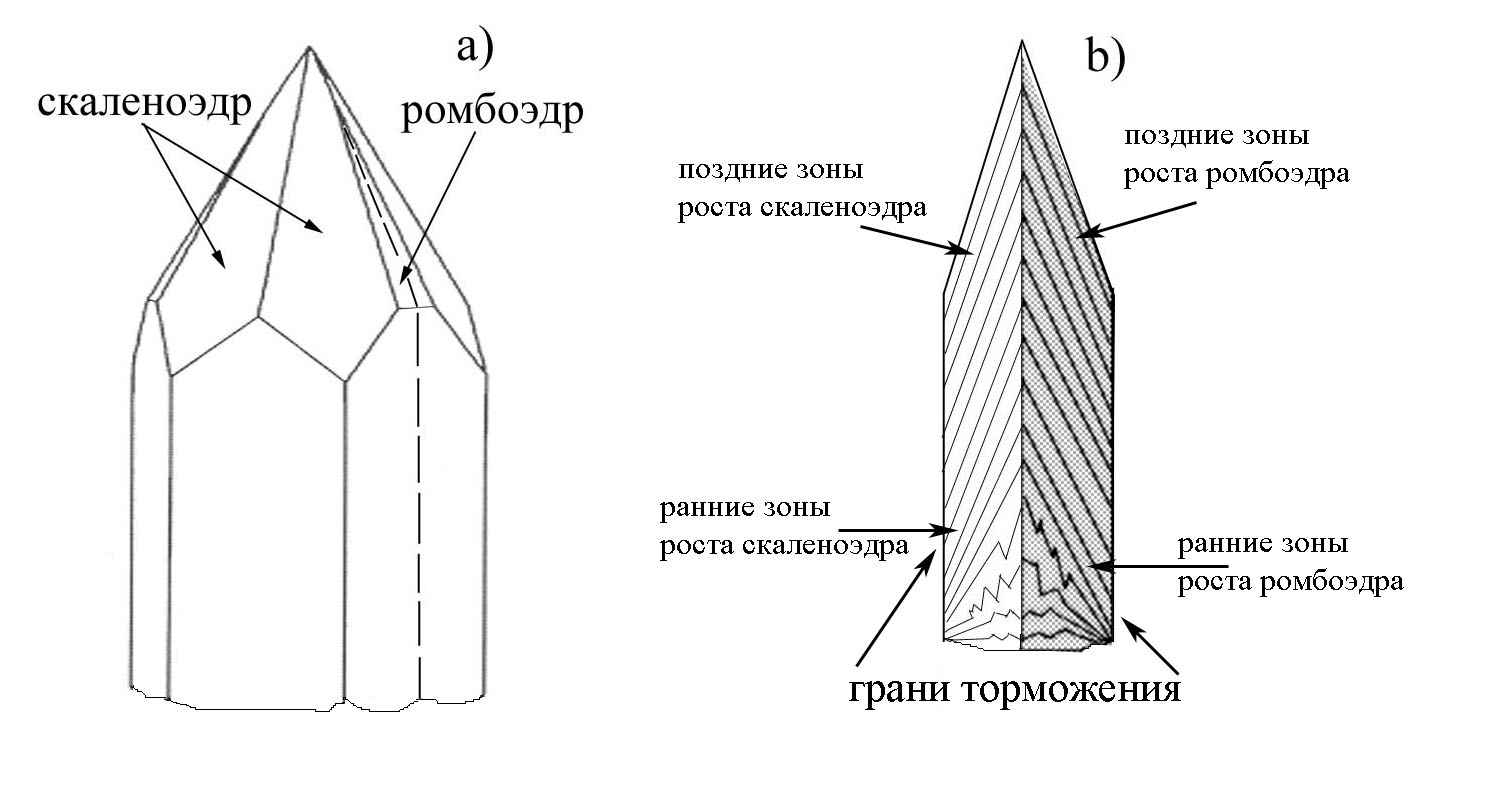 a)
скаленоэдр
ромбоэдр
b)
поздние зоны
роста скаленоэдра
поздние зоны
роста ромбоэдра
ранние зоны
роста скаленоэдра
ранние зоны
роста ромбоэдра
грани торможения